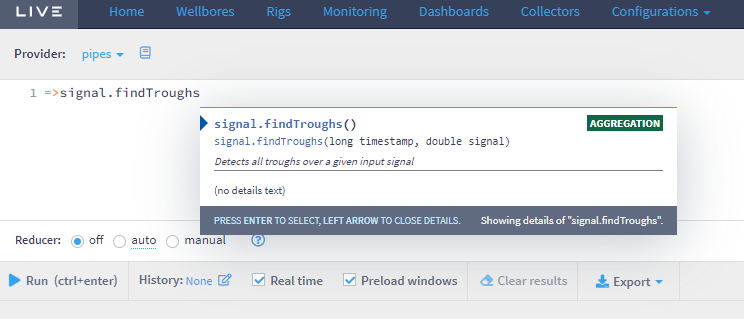 LIVE Home Wellbores Rigs Monitoring Dashboards Collectors Configurations
Provider: pipes
1 =>signal.findTroughs
signal.findTroughs() AGGREGATION
signal.findTroughs(long timestamp, double signal)
Detects all troughs over a given input signal
(no details text)
PRESS ENTER TO SELECT, LEFT ARROW TO CLOSE DETAILS. Showing details of "signal.findTroughs".
Reducer: off auto manual ?
Run (ctrl+enter) History: None Real time Preload windows Clear results Export